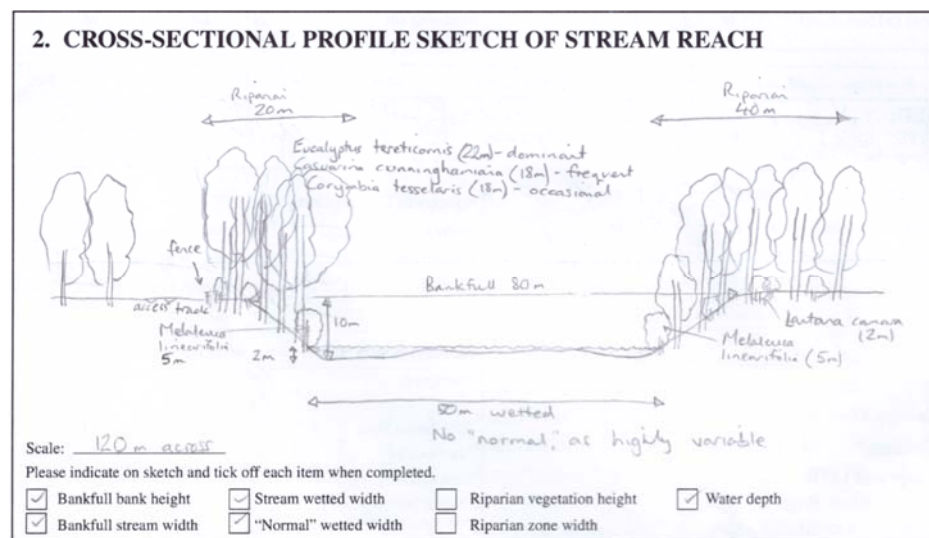 2. CROSS-SECTIONAL PROFILE SKETCH OF STREAM REACH
Riparian
20m
Riparian
40m
Eucalyptus tereticornis (22m) - dominant
Casuarina cunninghamiana (18m) - frequent
Corymbia tesselaris (18m) - occasional
fence
Bankfull 80m
access track
10m
Melaleuca
linearifolia
5m
2m
Lantana camara
(2m)
Melaleuca
linearifolia (5m)
50m wetted
No "normal," as highly variable
Scale: 120 m across
Please indicate on sketch and tick off each item when completed.
Bankfull bank height Stream wetted width Riparian vegetation height Water depth
Bankfull stream width "Normal" wetted width Riparian zone width